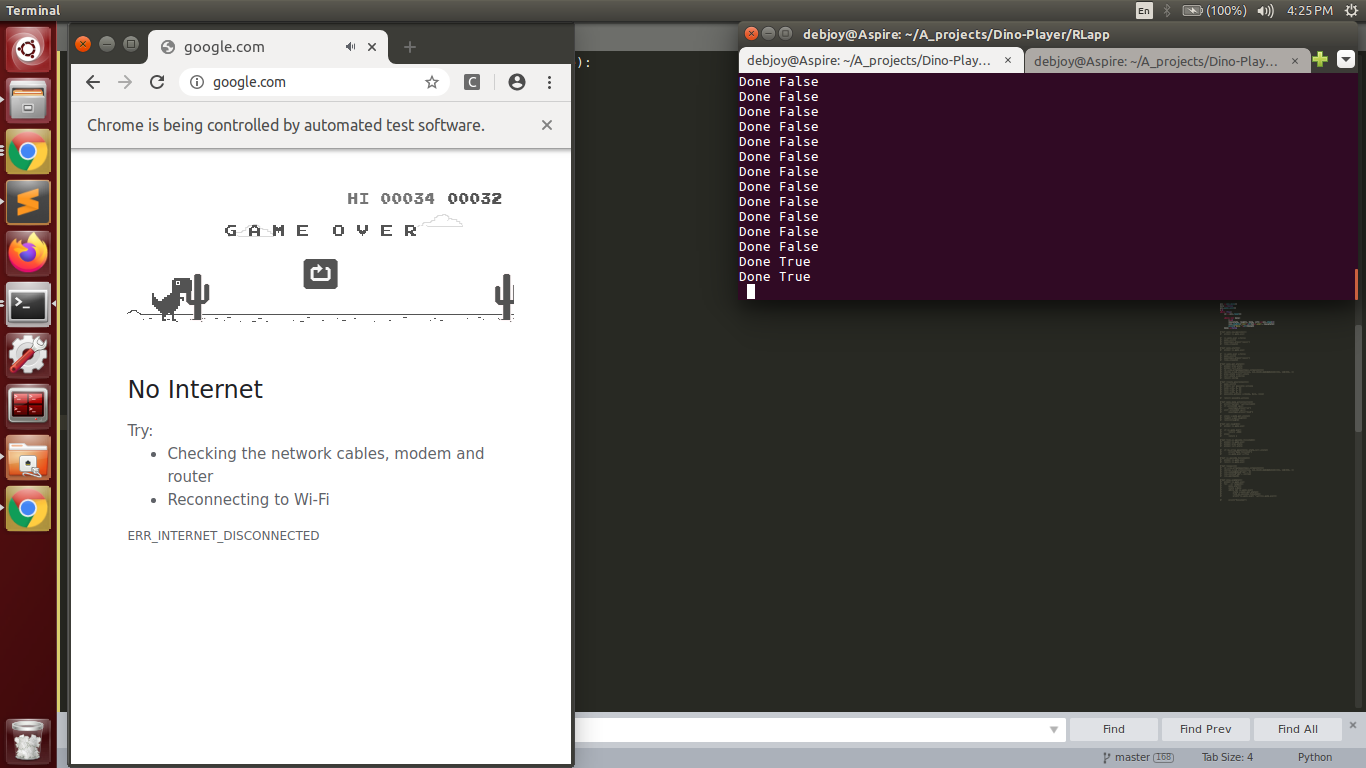 Terminal
En
(100%)
4:25 PM
google.com
google.com
C
Chrome is being controlled by automated test software.
HI 00034 00032
GAME OVER
No Internet
Try:
• Checking the network cables, modem and
router
• Reconnecting to Wi-Fi
ERR_INTERNET_DISCONNECTED
):
debjoy@Aspire: ~/A_projects/Dino-Player/RLapp
debjoy@Aspire: ~/A_projects/Dino-Play...
debjoy@Aspire: ~/A_projects/Dino-Play...
Done False
Done False
Done False
Done False
Done False
Done False
Done False
Done False
Done False
Done False
Done False
Done False
Done True
Done True
Find
Find Prev
Find All
master 168
Tab Size: 4
Python